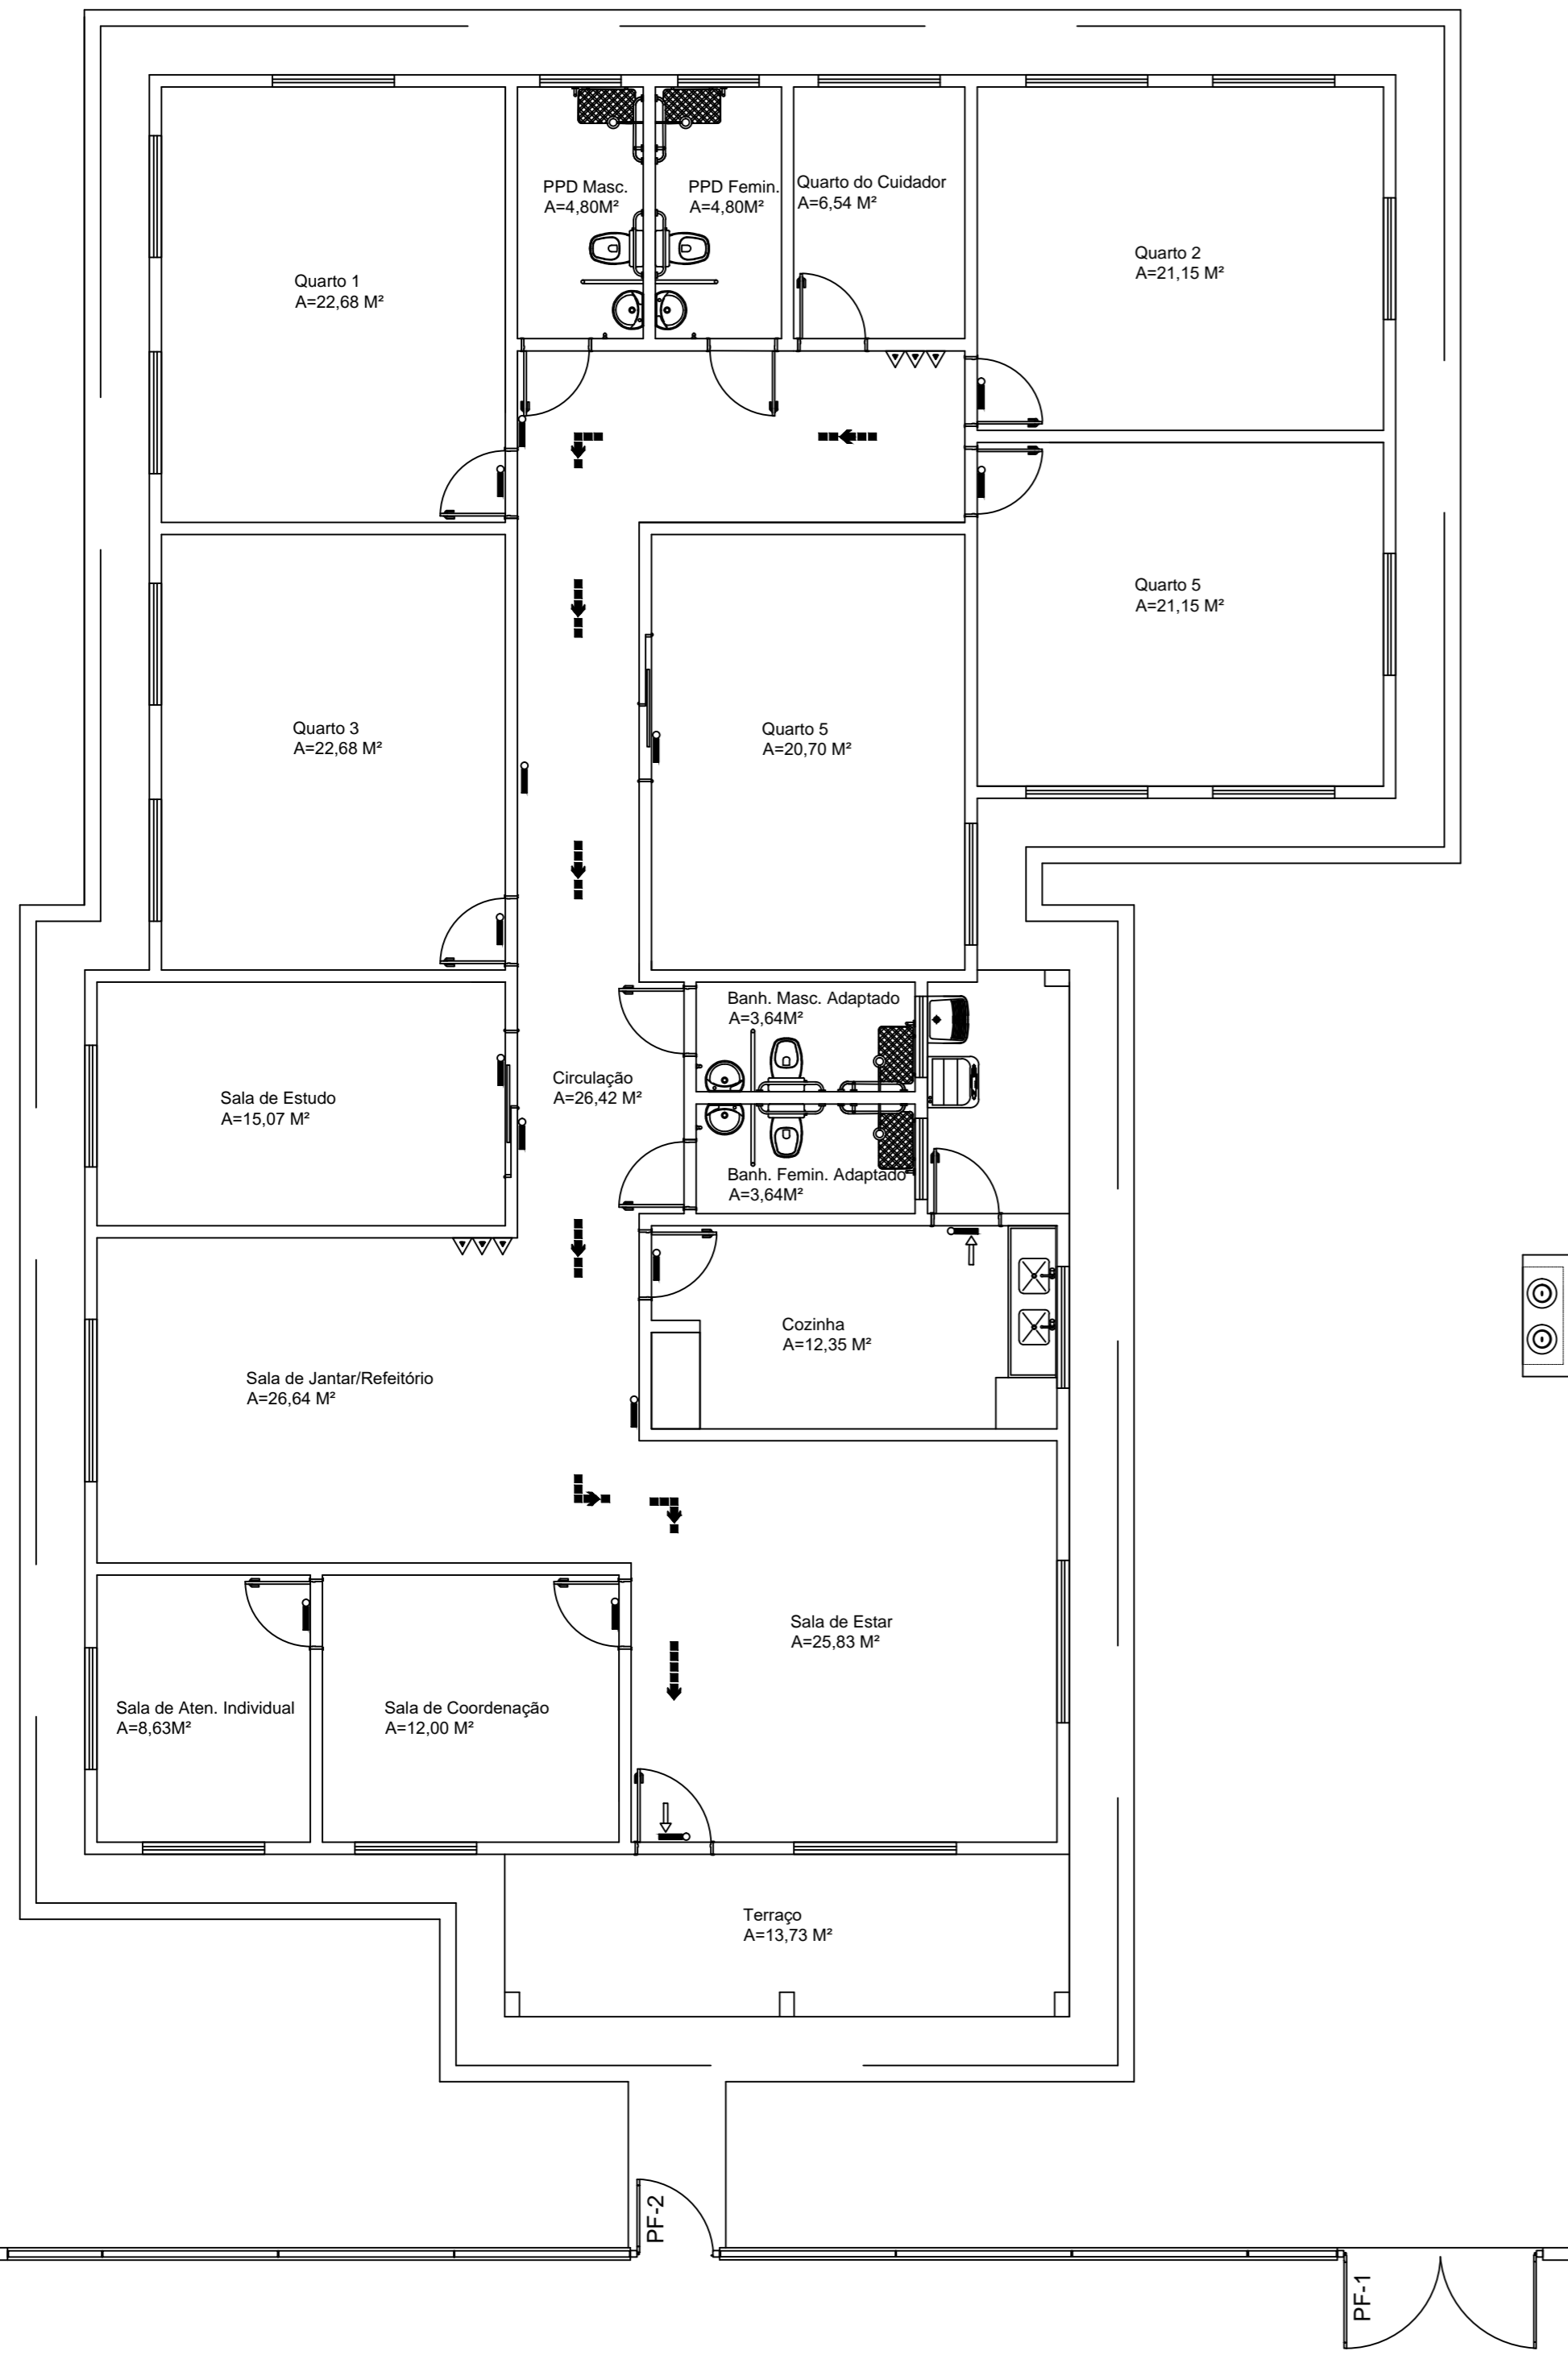 PPD Masc.
A=4,80M²
PPD Femin.
A=4,80M²
Quarto do Cuidador
A=6,54 M²
Quarto 2
A=21,15 M²
Quarto 1
A=22,68 M²
Quarto 5
A=21,15 M²
Quarto 3
A=22,68 M²
Quarto 5
A=20,70 M²
Banh. Masc. Adaptado
A=3,64M²
Circulação
A=26,42 M²
Sala de Estudo
A=15,07 M²
Banh. Femin. Adaptado
A=3,64M²
Cozinha
A=12,35 M²
Sala de Jantar/Refeitório
A=26,64 M²
Sala de Estar
A=25,83 M²
Sala de Aten. Individual
A=8,63M²
Sala de Coordenação
A=12,00 M²
Terraço
A=13,73 M²
PF-2
PF-1